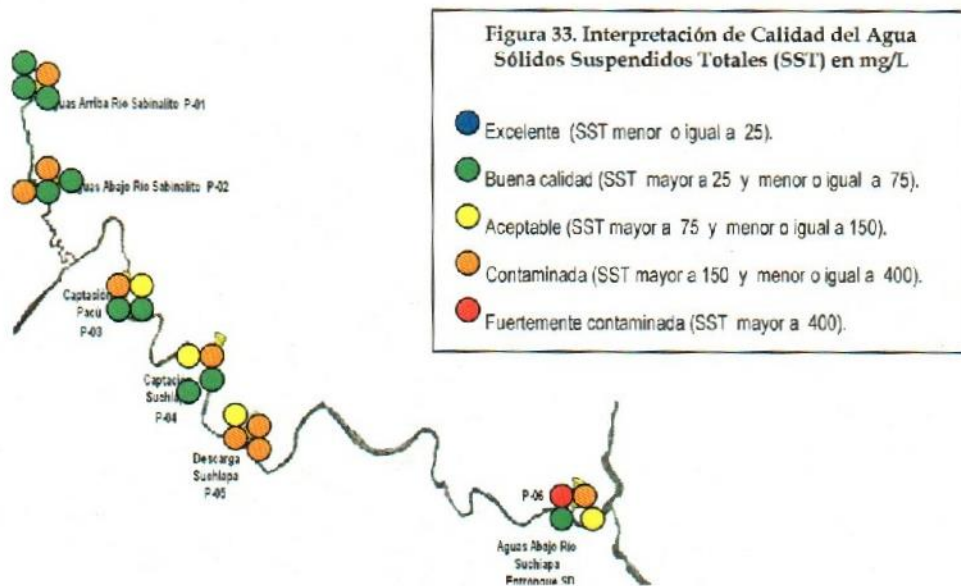 Figura 33. Interpretación de Calidad del Agua
Sólidos Suspendidos Totales (SST) en mg/L
Excelente (SST menor o igual a 25).
Buena calidad (SST mayor a 25 y menor o igual a 75).
Aceptable (SST mayor a 75 y menor o igual a 150).
Contaminada (SST mayor a 150 y menor o igual a 400).
Fuertemente contaminada (SST mayor a 400).
Arriba Río Sabinalito P-01
Abajo Río Sabinalito P-02
Captación
Pacú
P-03
Suchiapa
P-04
Descarga
Suchiapa
P-05
P-06
Aguas Abajo Río
Suchiapa
Entronque SD